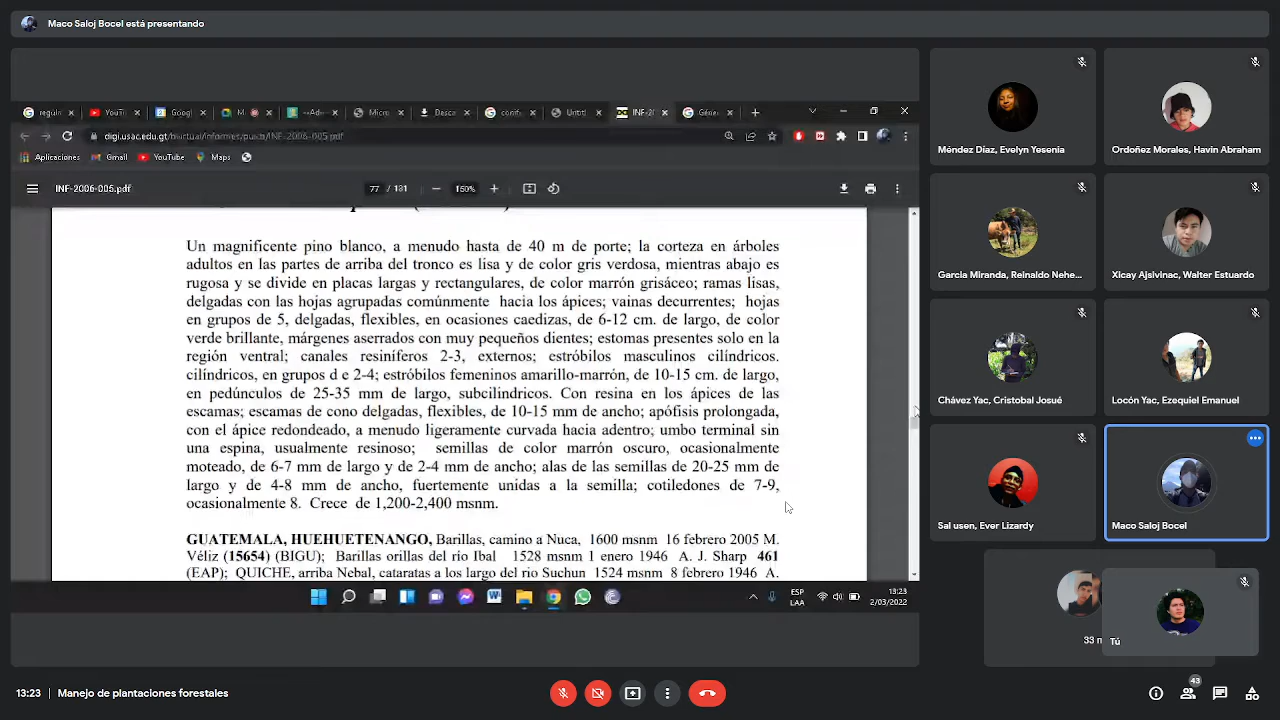 Maco Saloj Bocel está presentando
regula
YouTu
Goog
M
Micro
Desca
conife
Untitl
INF-20
Géner
digi.usac.edu.gt/bvirtual/informes/puirb/INF-2006-005.pdf
Aplicaciones
Gmail
YouTube
Maps
INF-2006-005.pdf
77 / 181
150%
Un magnificente pino blanco, a menudo hasta de 40 m de porte; la corteza en árboles
adultos en las partes de arriba del tronco es lisa y de color gris verdosa, mientras abajo es
rugosa y se divide en placas largas y rectangulares, de color marrón grisáceo; ramas lisas,
delgadas con las hojas agrupadas comúnmente hacia los ápices; vainas decurrentes; hojas
en grupos de 5, delgadas, flexibles, en ocasiones caedizas, de 6-12 cm. de largo, de color
verde brillante, márgenes aserrados con muy pequeños dientes; estomas presentes solo en la
región ventral; canales resiníferos 2-3, externos; estróbilos masculinos cilíndricos.
cilíndricos, en grupos d e 2-4; estróbilos femeninos amarillo-marrón, de 10-15 cm. de largo,
en pedúnculos de 25-35 mm de largo, subcilíndricos. Con resina en los ápices de las
escamas; escamas de cono delgadas, flexibles, de 10-15 mm de ancho; apófisis prolongada,
con el ápice redondeado, a menudo ligeramente curvada hacia adentro; umbo terminal sin
una espina, usualmente resinoso; semillas de color marrón oscuro, ocasionalmente
moteado, de 6-7 mm de largo y de 2-4 mm de ancho; alas de las semillas de 20-25 mm de
largo y de 4-8 mm de ancho, fuertemente unidas a la semilla; cotiledones de 7-9,
ocasionalmente 8. Crece de 1,200-2,400 msnm.
GUATEMALA, HUEHUETENANGO, Barillas, camino a Nuca, 1600 msnm 16 febrero 2005 M.
Véliz (15654) (BIGU); Barillas orillas del río Ibal 1528 msnm 1 enero 1946 A. J. Sharp 461
(EAP); QUICHE, arriba Nebal, cataratas a los largo del rio Suchun 1524 msnm 8 febrero 1946 A.
ESP
LAA
13:23
2/03/2022
Méndez Díaz, Evelyn Yesenia
Ordoñez Morales, Havin Abraham
Garcia Miranda, Reinaldo Nehe...
Xicay Ajsivinac, Walter Estuardo
Chávez Yac, Cristobal Josué
Locón Yac, Ezequiel Emanuel
Sal usen, Ever Lizardy
Maco Saloj Bocel
33 m
Tú
13:23 | Manejo de plantaciones forestales
43